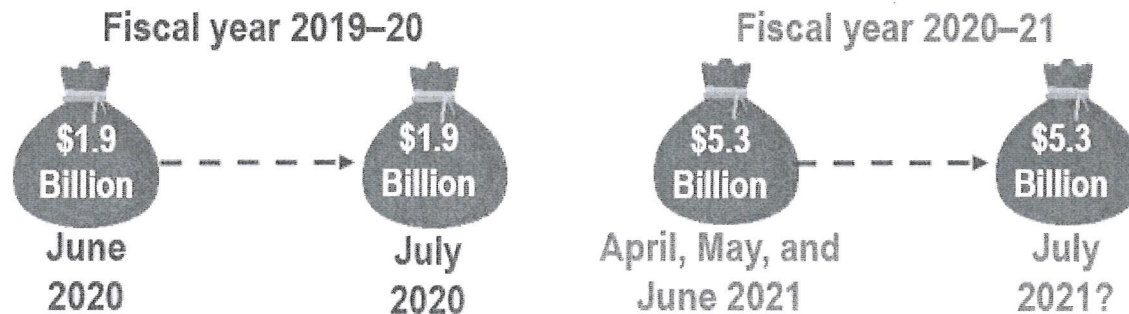 Fiscal year 2019–20
$1.9
Billion
$1.9
Billion
June
2020
July
2020
Fiscal year 2020–21
$5.3
Billion
$5.3
Billion
April, May, and
June 2021
July
2021?